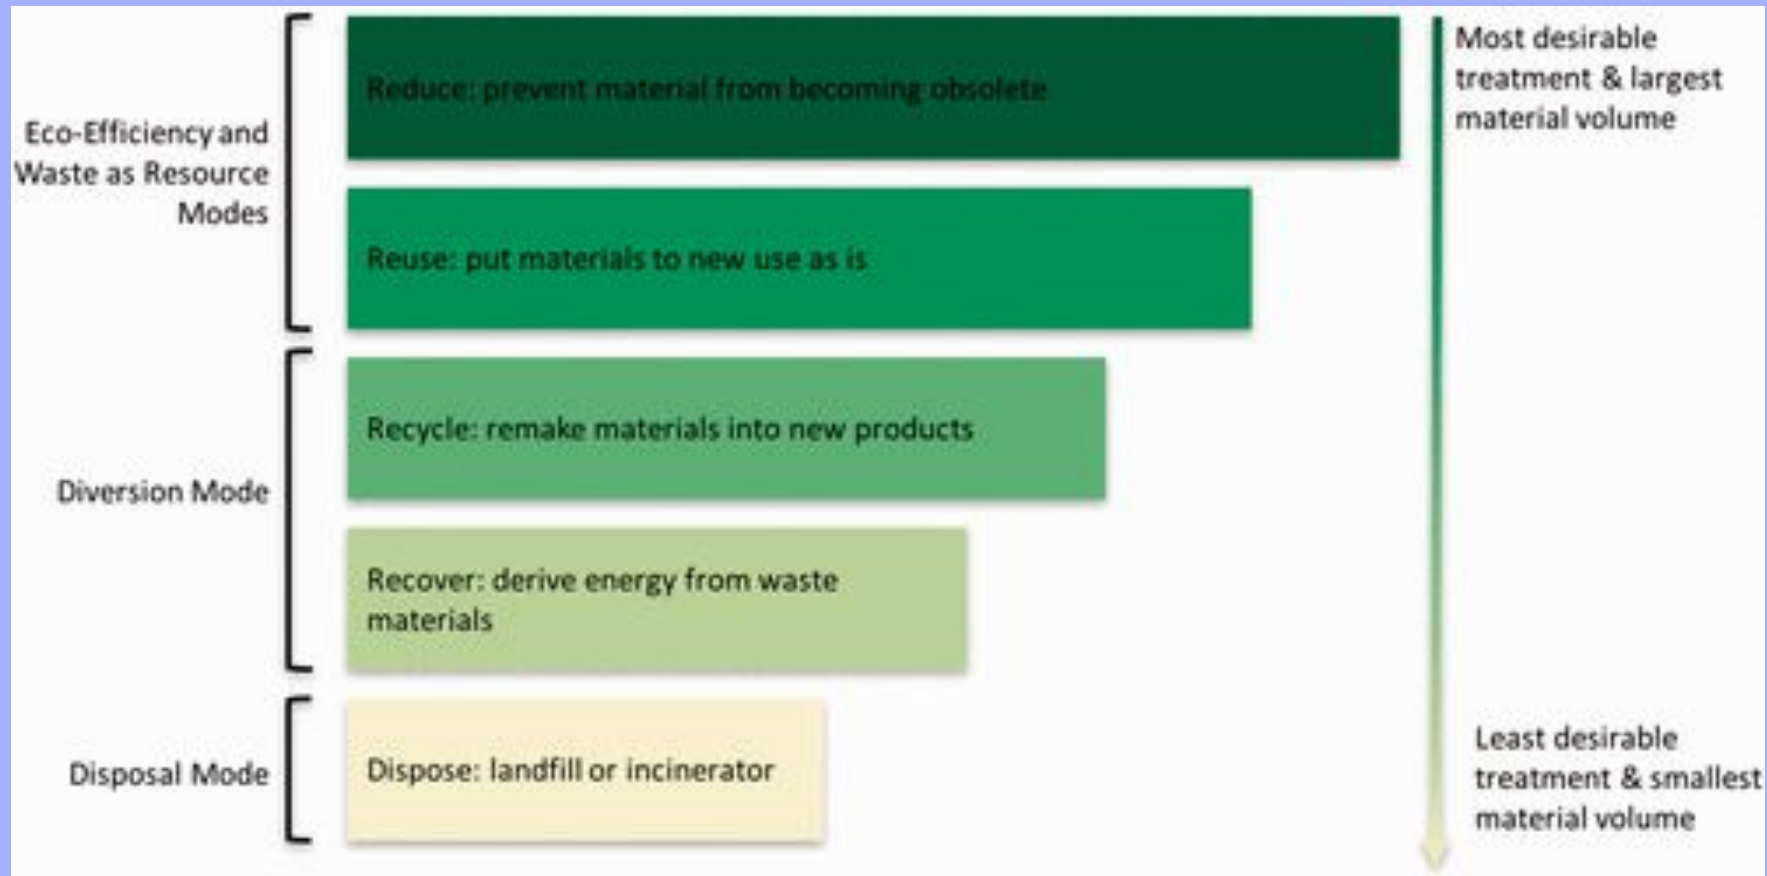 Eco-Efficiency and
Waste as Resource
Modes
Reduce: prevent material from becoming obsolete
Reuse: put materials to new use as is
Most desirable
treatment & largest
material volume
Diversion Mode
Recycle: remake materials into new products
Recover: derive energy from waste
materials
Disposal Mode
Dispose: landfill or incinerator
Least desirable
treatment & smallest
material volume